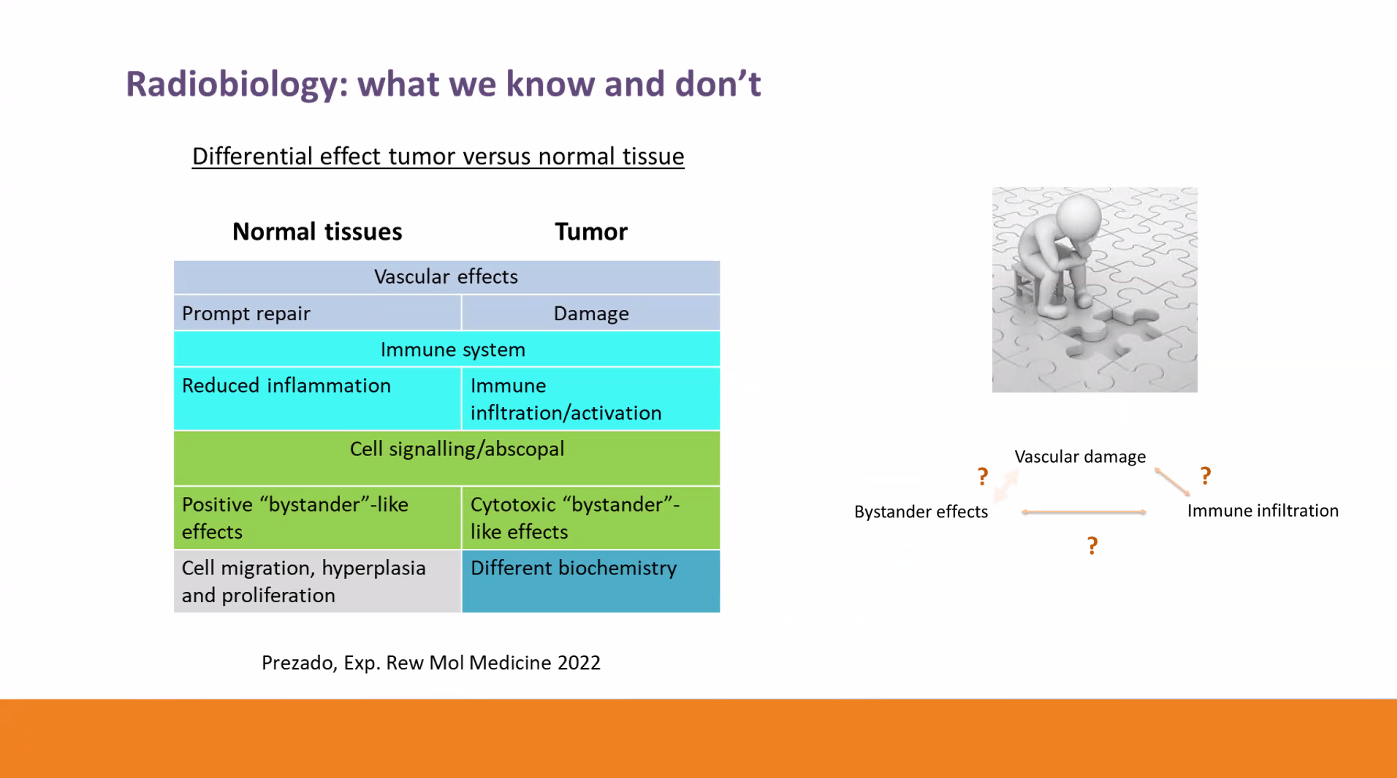 Radiobiology: what we know and don’t
Differential effect tumor versus normal tissue
Normal tissues
Tumor
Vascular effects
Prompt repair
Damage
Immune system
Reduced inflammation
Immune
infltration/activation
Cell signalling/abscopal
Positive “bystander”-like
effects
Cytotoxic “bystander”-
like effects
Cell migration, hyperplasia
and proliferation
Different biochemistry
Prezado, Exp. Rew Mol Medicine 2022
Vascular damage
?
?
Bystander effects
Immune infiltration
?